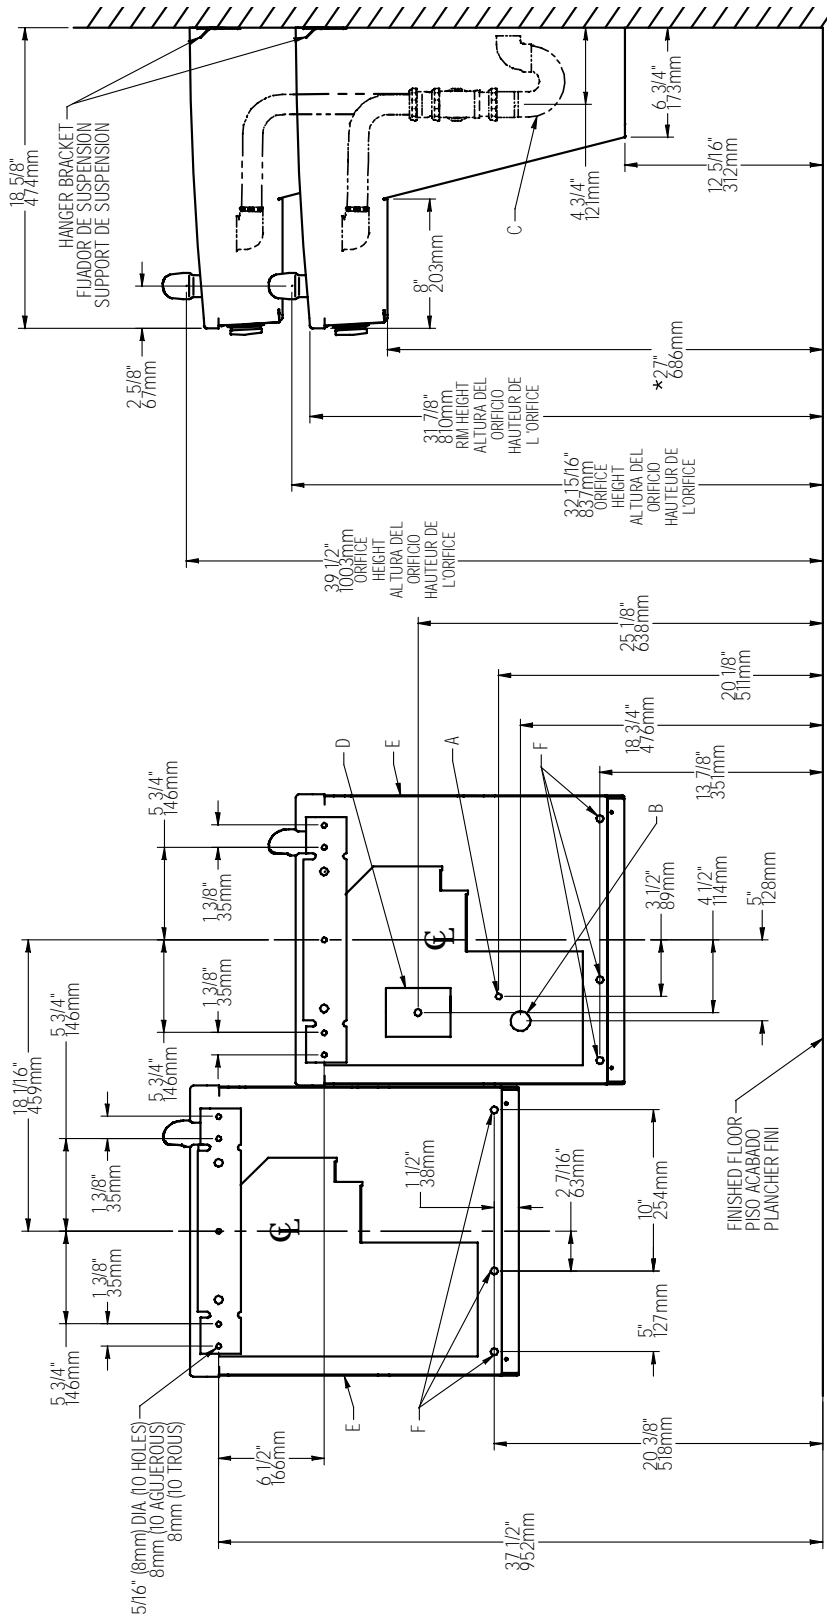 18 5/8"
474mm
HANGER BRACKET
FIJADOR DE SUSPENSION
SUPPORT DE SUSPENSION
2 5/8"
67mm
8"
203mm
C
4 3/4"
121mm
6 3/4"
173mm
12 5/16"
312mm
*27"
686mm
31 7/8"
810mm
RIM HEIGHT
ALTURA DEL
ORIFICIO
HAUTEUR DE
L'ORIFICE
32 15/16"
837mm
ORIFICE
HEIGHT
ALTURA DEL
ORIFICIO
HAUTEUR DE
L'ORIFICE
39 1/2"
1003mm
ORIFICE
HEIGHT
ALTURA DEL
ORIFICIO
HAUTEUR DE
L'ORIFICE
25 1/8"
638mm
20 1/8"
511mm
18 3/4"
476mm
13 7/8"
351mm
D
E
A
F
B
5 3/4"
146mm
1 3/8"
35mm
1 3/8"
35mm
5 3/4"
146mm
CL
3 1/2"
89mm
4 1/2"
114mm
5"
128mm
18 1/16"
459mm
5 3/4"
146mm
1 3/8"
35mm
1 3/8"
35mm
5 3/4"
146mm
CL
1 1/2"
38mm
2 7/16"
63mm
10"
254mm
5"
127mm
FINISHED FLOOR
PISO ACABADO
PLANCHER FINI
E
F
5/16" (8mm) DIA. (10 HOLES)
8mm (10 AGUJEROUS)
8mm (10 TROUS)
6 1/2"
166mm
20 3/8"
518mm
37 1/2"
952mm